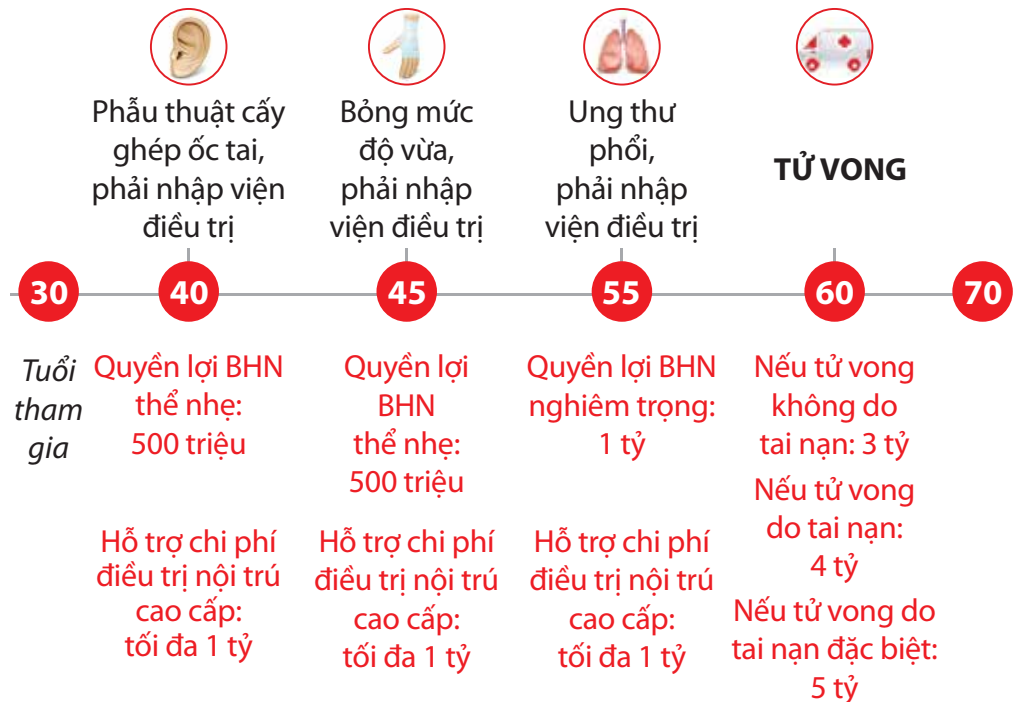 Phẫu thuật cấy
ghép ốc tai,
phải nhập viện
điều trị
Bỏng mức
độ vừa,
phải nhập
viện điều trị
Ung thư
phổi,
phải nhập
viện điều trị
TỬ VONG
30
40
45
55
60
70
Tuổi
tham
gia
Quyền lợi BHN
thể nhẹ:
500 triệu
Hỗ trợ chi phí
điều trị nội trú
cao cấp:
tối đa 1 tỷ
Quyền lợi
BHN
thể nhẹ:
500 triệu
Hỗ trợ chi phí
điều trị nội trú
cao cấp:
tối đa 1 tỷ
Quyền lợi BHN
nghiêm trọng:
1 tỷ
Hỗ trợ chi phí
điều trị nội trú
cao cấp:
tối đa 1 tỷ
Nếu tử vong
không do
tai nạn: 3 tỷ
Nếu tử vong
do tai nạn:
4 tỷ
Nếu tử vong do
tai nạn đặc biệt:
5 tỷ